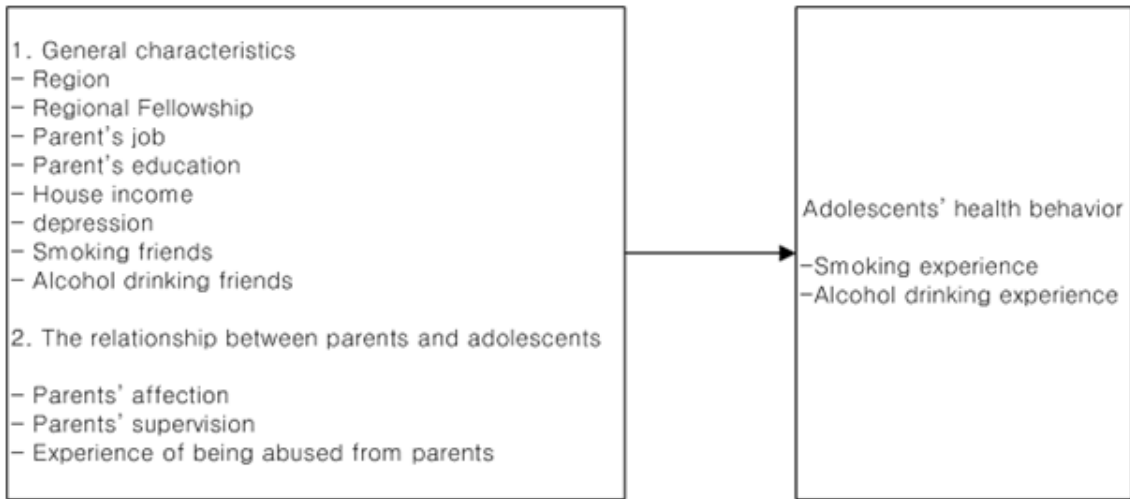 1. General characteristics
- Region
- Regional Fellowship
- Parent's job
- Parent's education
- House income
- depression
- Smoking friends
- Alcohol drinking friends
2. The relationship between parents and adolescents
- Parents' affection
- Parents' supervision
- Experience of being abused from parents
Adolescents' health behavior
-Smoking experience
-Alcohol drinking experience